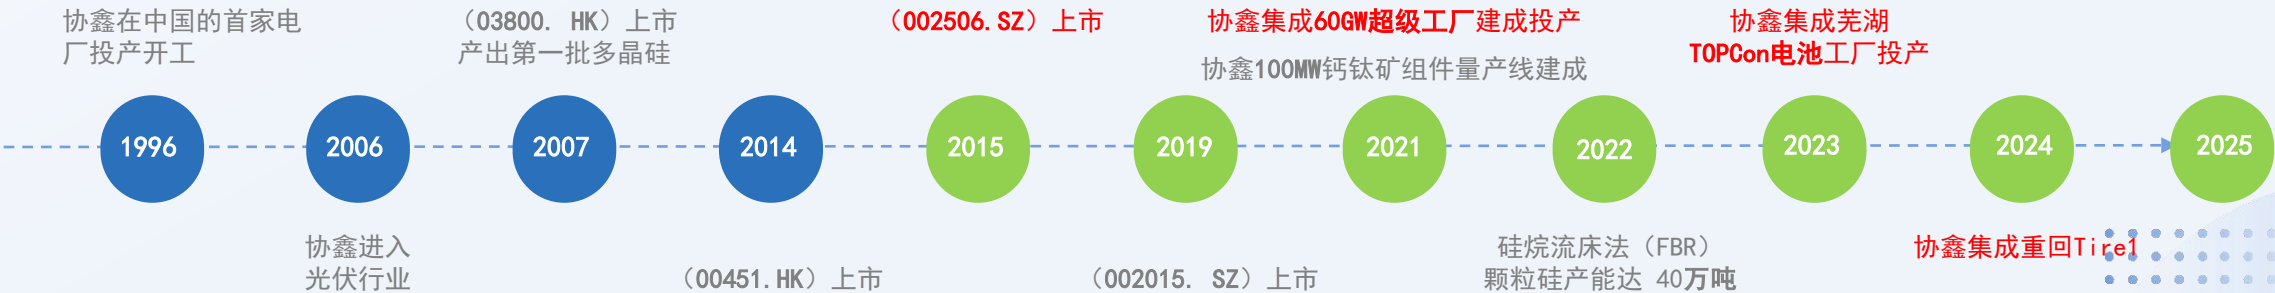 协鑫在中国的首家电
厂投产开工
（03800. HK）上市
产出第一批多晶硅
（002506.SZ）上市
协鑫集成60GW超级工厂建成投产
协鑫100MW钙钛矿组件量产线建成
协鑫集成芜湖
TOPCon电池工厂投产
1996
2006
2007
2014
2015
2019
2021
2022
2023
2024
2025
协鑫进入
光伏行业
（00451.HK）上市
（002015. SZ）上市
硅烷流床法（FBR）
颗粒硅产能达 40万吨
协鑫集成重回Tire1